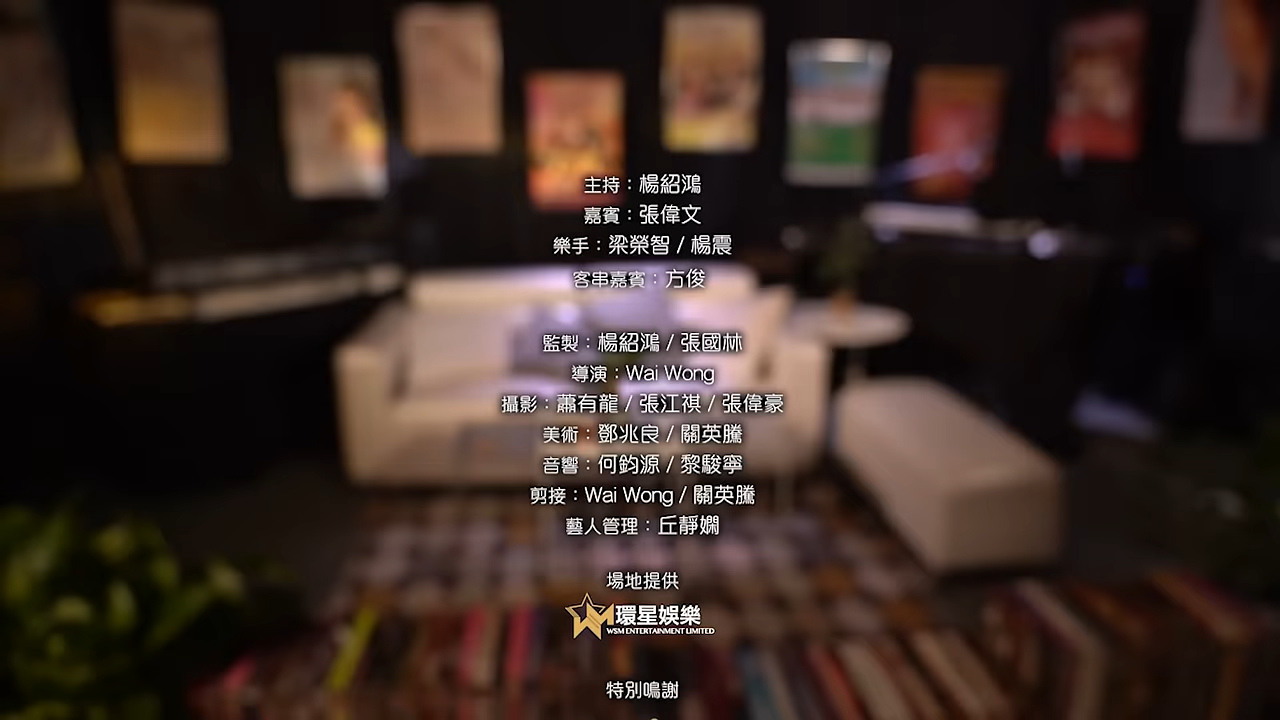 主持：楊紹鴻
嘉賓：張偉文
樂手：梁榮智 / 楊震
客串嘉賓：方俊
監製：楊紹鴻 / 張國林
導演：Wai Wong
攝影：蕭有龍 / 張江祺 / 張偉豪
美術：鄧兆良 / 關英騰
音響：何鈞源 / 黎駿寧
剪接：Wai Wong / 關英騰
藝人管理：丘靜嫺
場地提供
環星娛樂
WSM ENTERTAINMENT LIMITED
特別鳴謝